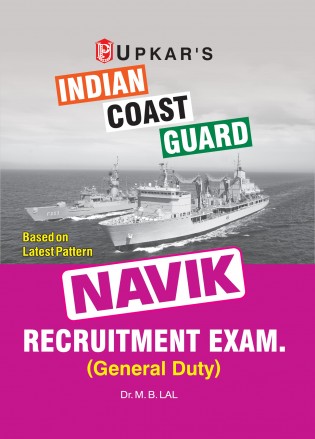 UPKAR'S
INDIAN
COAST
GUARD
Based on
Latest Pattern
NAVIK
RECRUITMENT EXAM.
(General Duty)
Dr. M. B. LAL